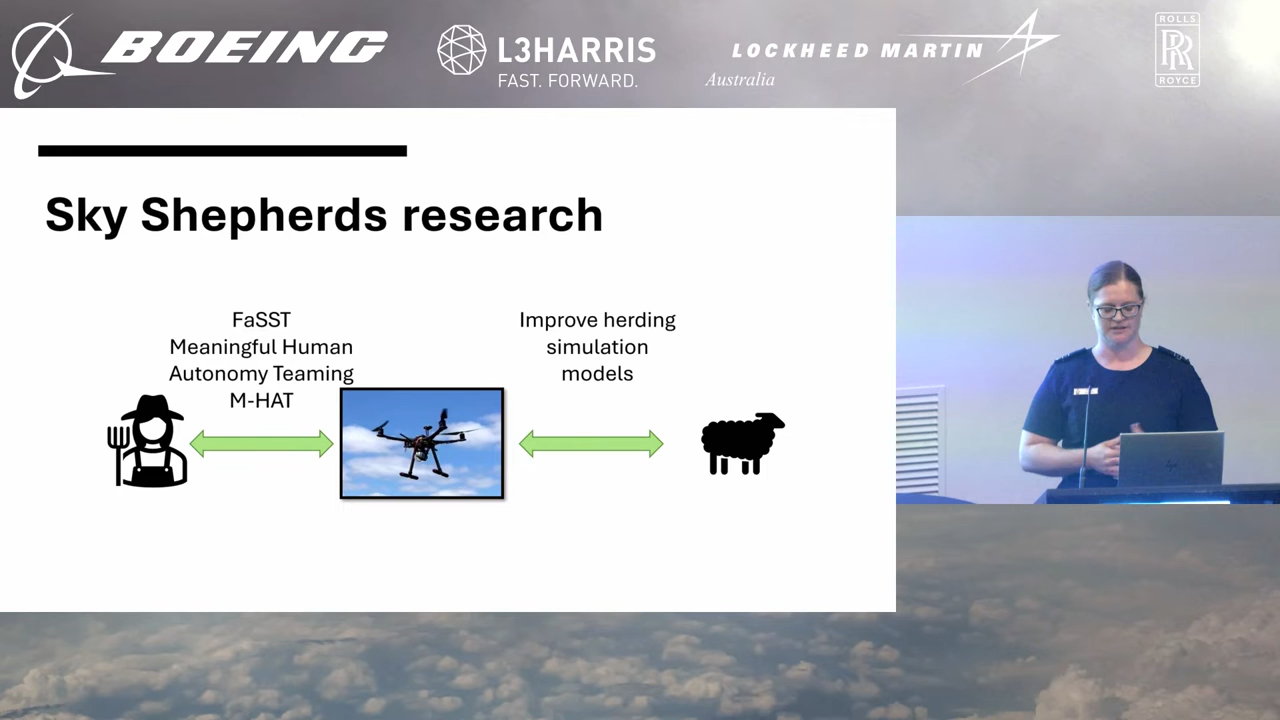 BOEING
L3HARRIS
FAST. FORWARD.
LOCKHEED MARTIN
Australia
ROLLS
RR
ROYCE
Sky Shepherds research
FaSST
Meaningful Human
Autonomy Teaming
M-HAT
Improve herding
simulation
models